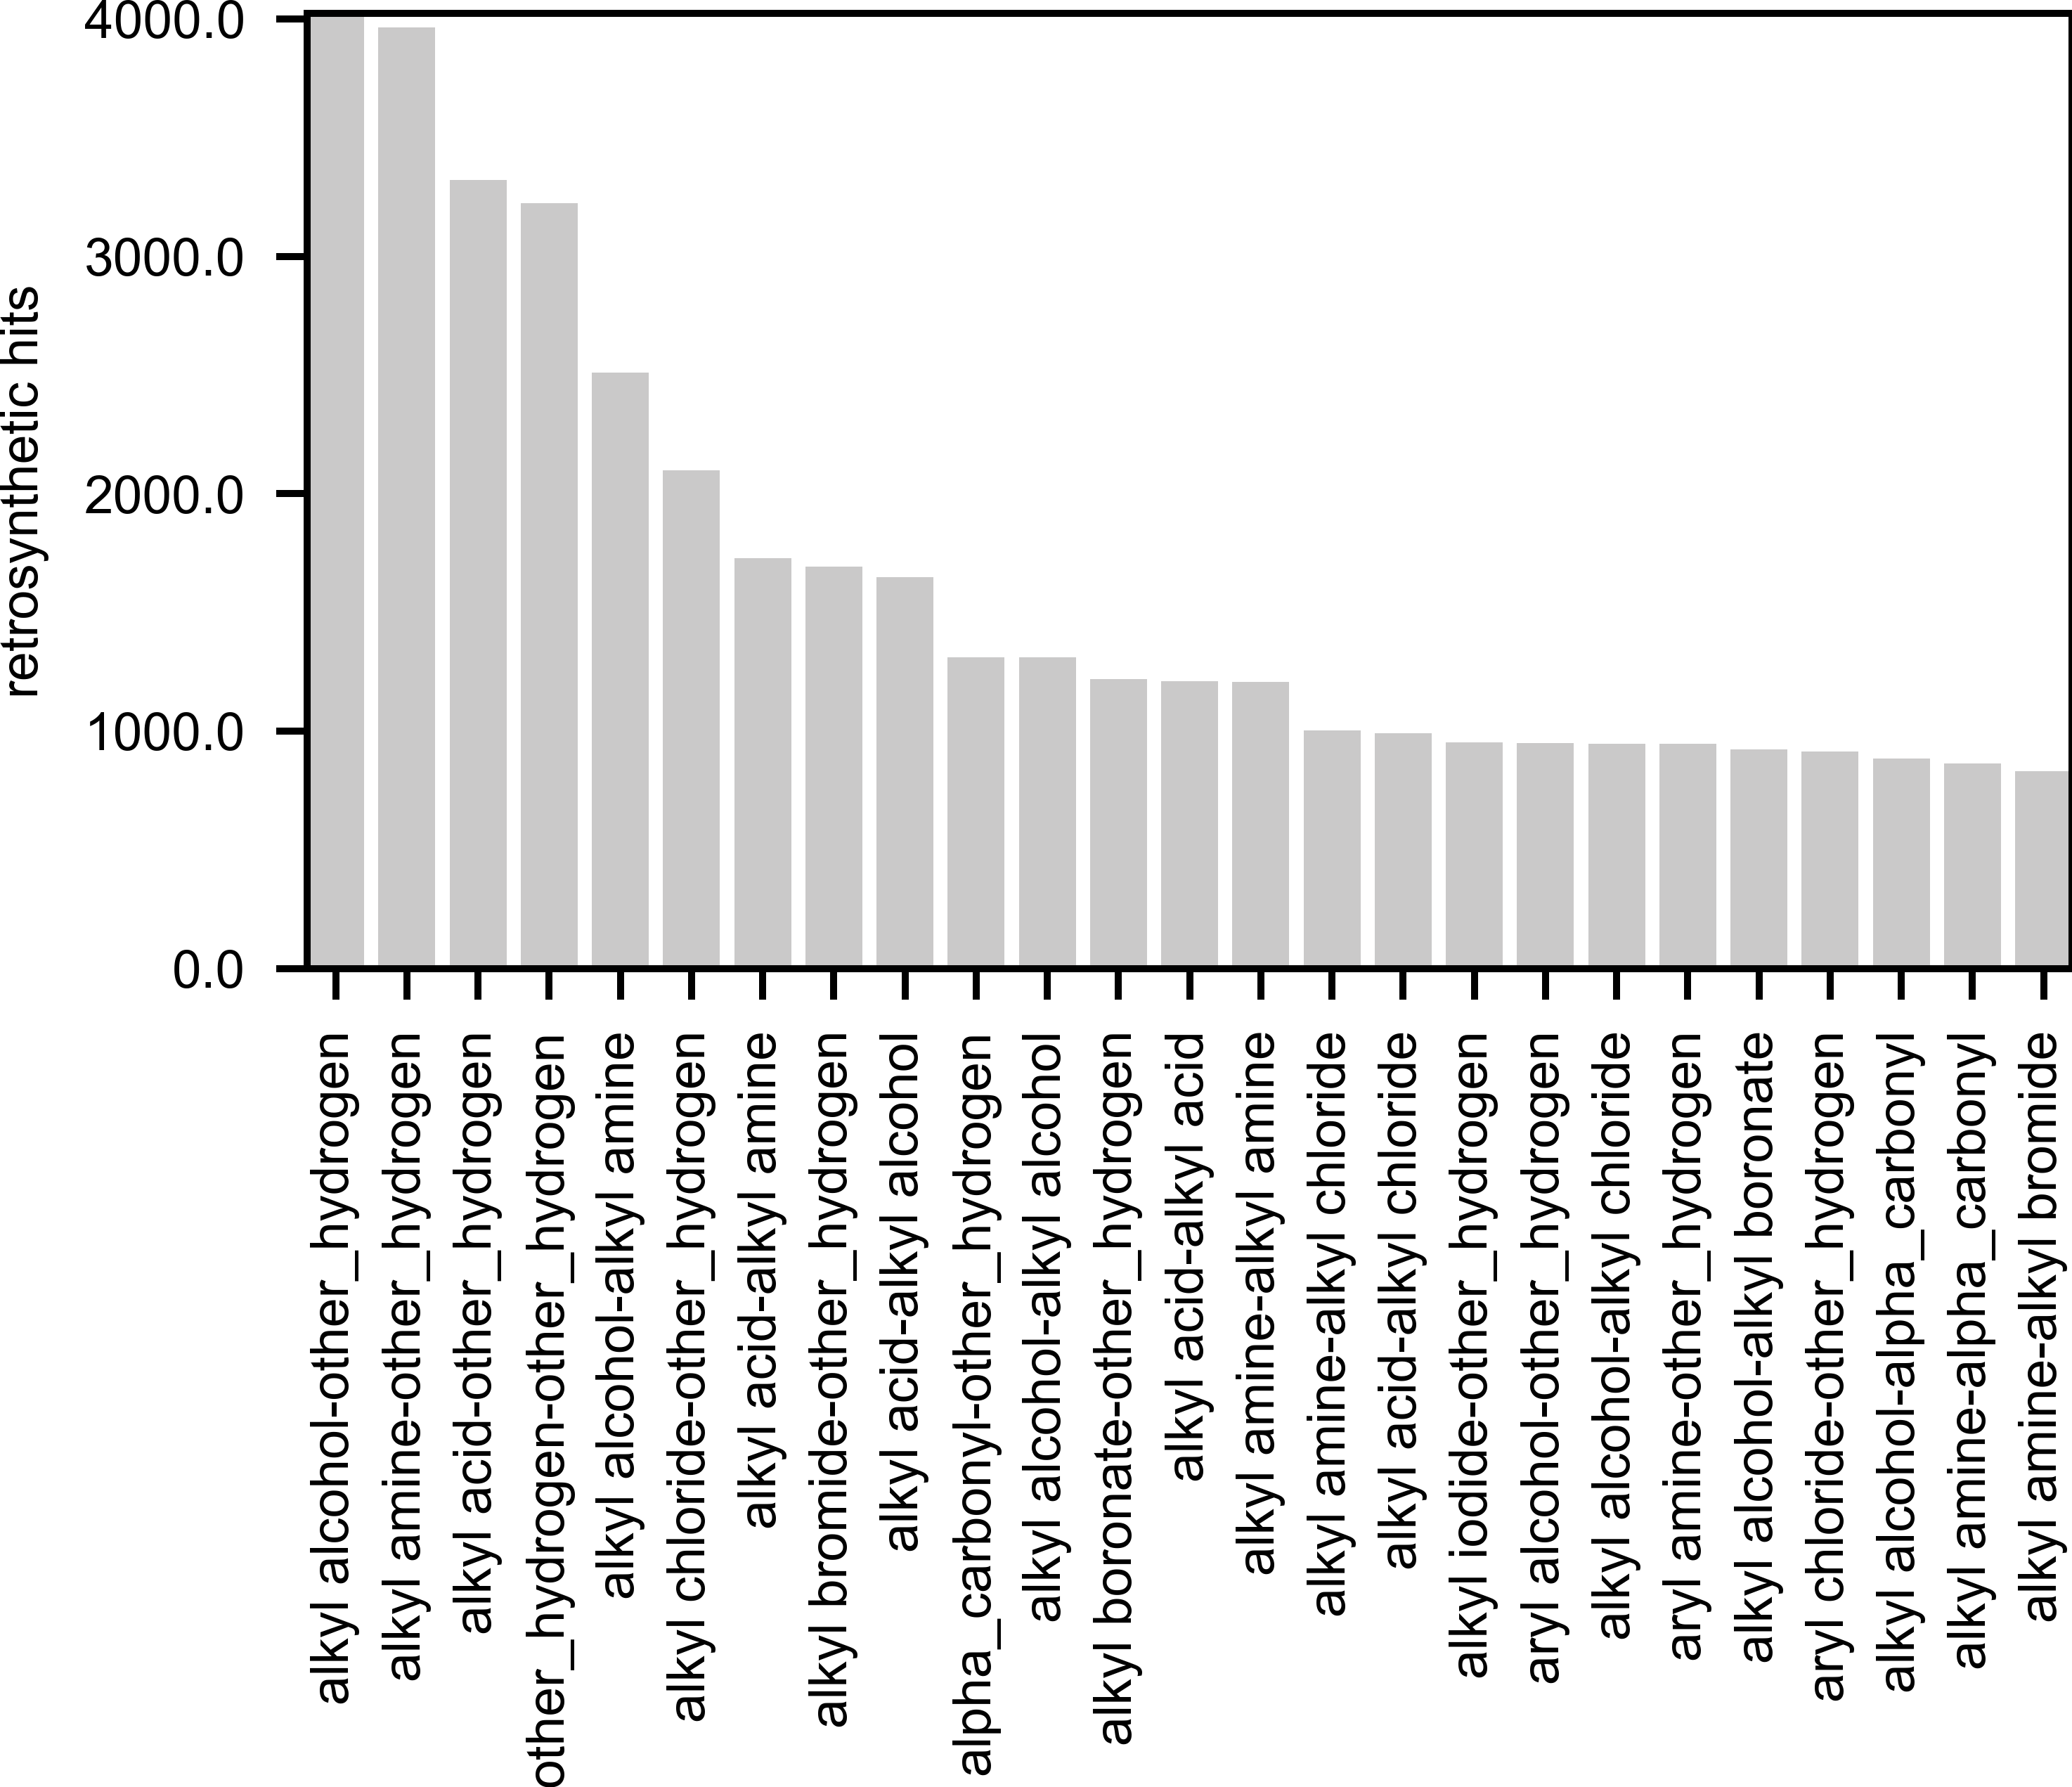 4000.0
3000.0
2000.0
1000.0
0.0
retrosynthetic hits
alkyl alcohol-other_hydrogen
alkyl amine-other_hydrogen
alkyl acid-other_hydrogen
other_hydrogen-other_hydrogen
alkyl alcohol-alkyl amine
alkyl chloride-other_hydrogen
alkyl acid-alkyl amine
alkyl bromide-other_hydrogen
alkyl acid-alkyl alcohol
alpha_carbonyl-other_hydrogen
alkyl alcohol-alkyl alcohol
alkyl boronate-other_hydrogen
alkyl acid-alkyl acid
alkyl amine-alkyl amine
alkyl amine-alkyl chloride
alkyl acid-alkyl chloride
alkyl iodide-other_hydrogen
aryl alcohol-other_hydrogen
alkyl alcohol-alkyl chloride
aryl amine-other_hydrogen
alkyl alcohol-alkyl boronate
aryl chloride-other_hydrogen
alkyl alcohol-alpha_carbonyl
alkyl amine-alpha_carbonyl
alkyl amine-alkyl bromide